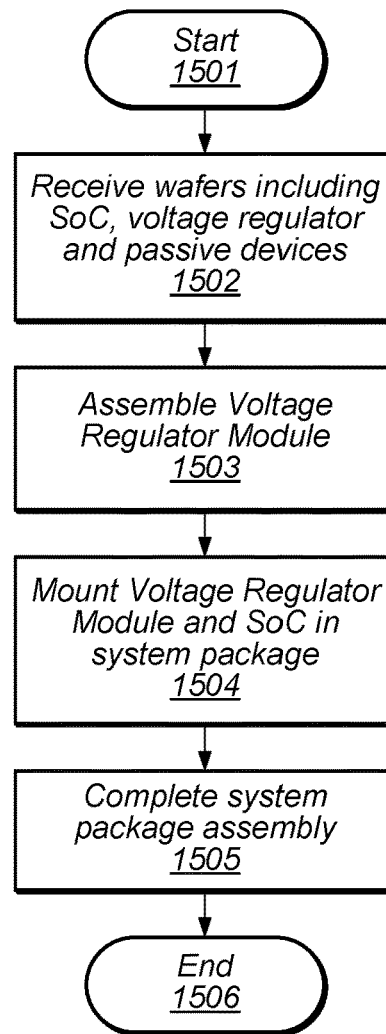 Start
1501
Receive wafers including
SoC, voltage regulator
and passive devices
1502
Assemble Voltage
Regulator Module
1503
Mount Voltage Regulator
Module and SoC in
system package
1504
Complete system
package assembly
1505
End
1506